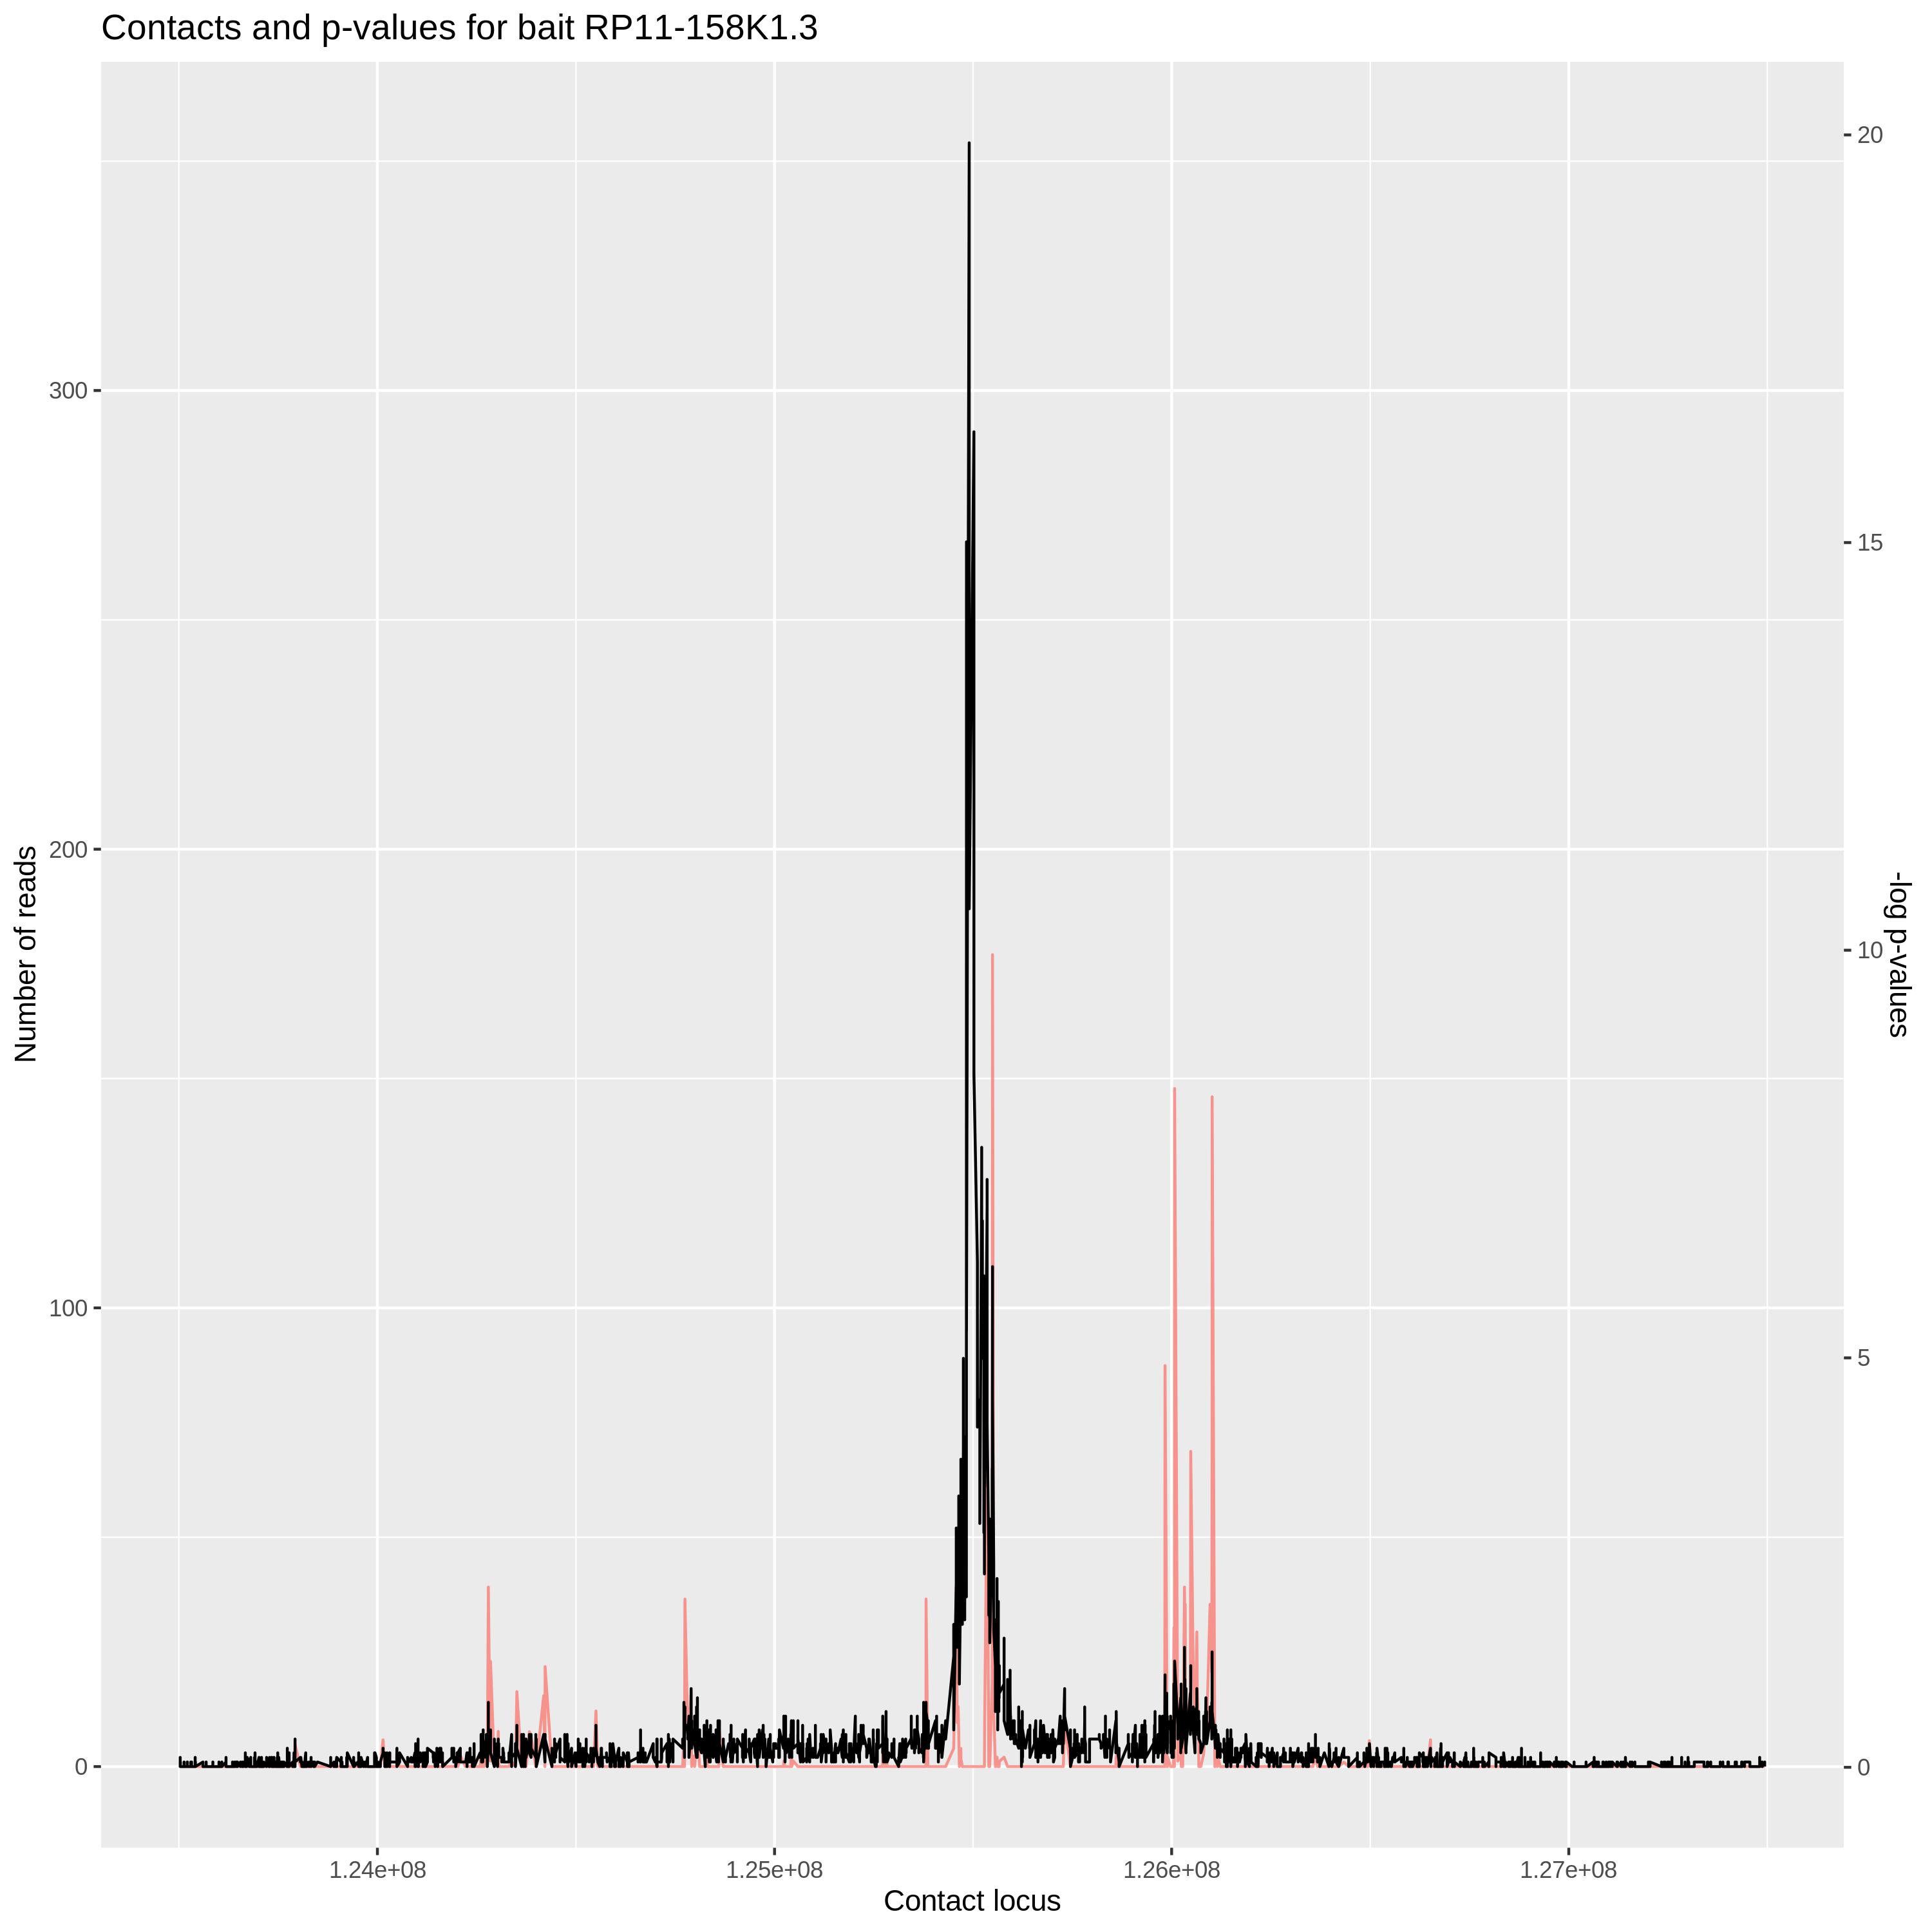 Contacts and p-values for bait RP11-158K1.3
Number of reads
300
200
100
0
20
15
10
5
0
-log p-values
1.24e+08
1.25e+08
1.26e+08
1.27e+08
Contact locus